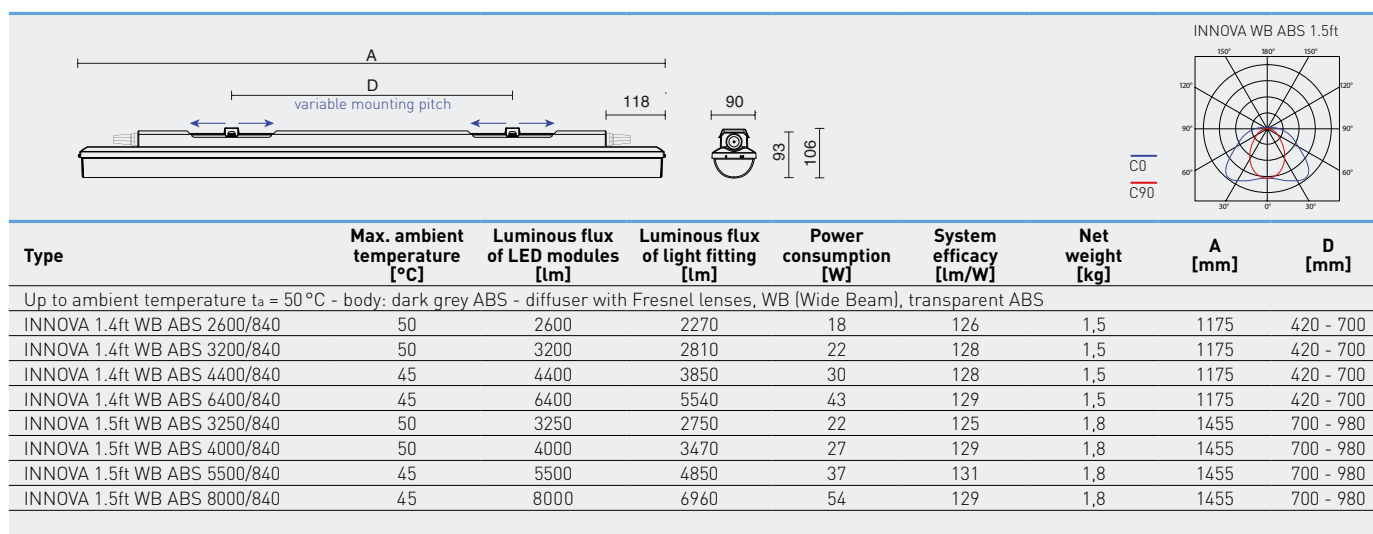 INNOVA WB ABS 1.5ft
150° 180° 150°
120° 120°
90° 90°
60° 60°
30° 0° 30°
C0
C90
A
D
variable mounting pitch
118
90
93
106
Type Max. ambient temperature [°C] Luminous flux of LED modules [lm] Luminous flux of light fitting [lm] Power consumption [W] System efficacy [lm/W] Net weight [kg] A [mm] D [mm]
Up to ambient temperature ta = 50°C - body: dark grey ABS - diffuser with Fresnel lenses, WB (Wide Beam), transparent ABS
INNOVA 1.4ft WB ABS 2600/840 50 2600 2270 18 126 1,5 1175 420 - 700
INNOVA 1.4ft WB ABS 3200/840 50 3200 2810 22 128 1,5 1175 420 - 700
INNOVA 1.4ft WB ABS 4400/840 45 4400 3850 30 128 1,5 1175 420 - 700
INNOVA 1.4ft WB ABS 6400/840 45 6400 5540 43 129 1,5 1175 420 - 700
INNOVA 1.5ft WB ABS 3250/840 50 3250 2750 22 125 1,8 1455 700 - 980
INNOVA 1.5ft WB ABS 4000/840 50 4000 3470 27 129 1,8 1455 700 - 980
INNOVA 1.5ft WB ABS 5500/840 45 5500 4850 37 131 1,8 1455 700 - 980
INNOVA 1.5ft WB ABS 8000/840 45 8000 6960 54 129 1,8 1455 700 - 980